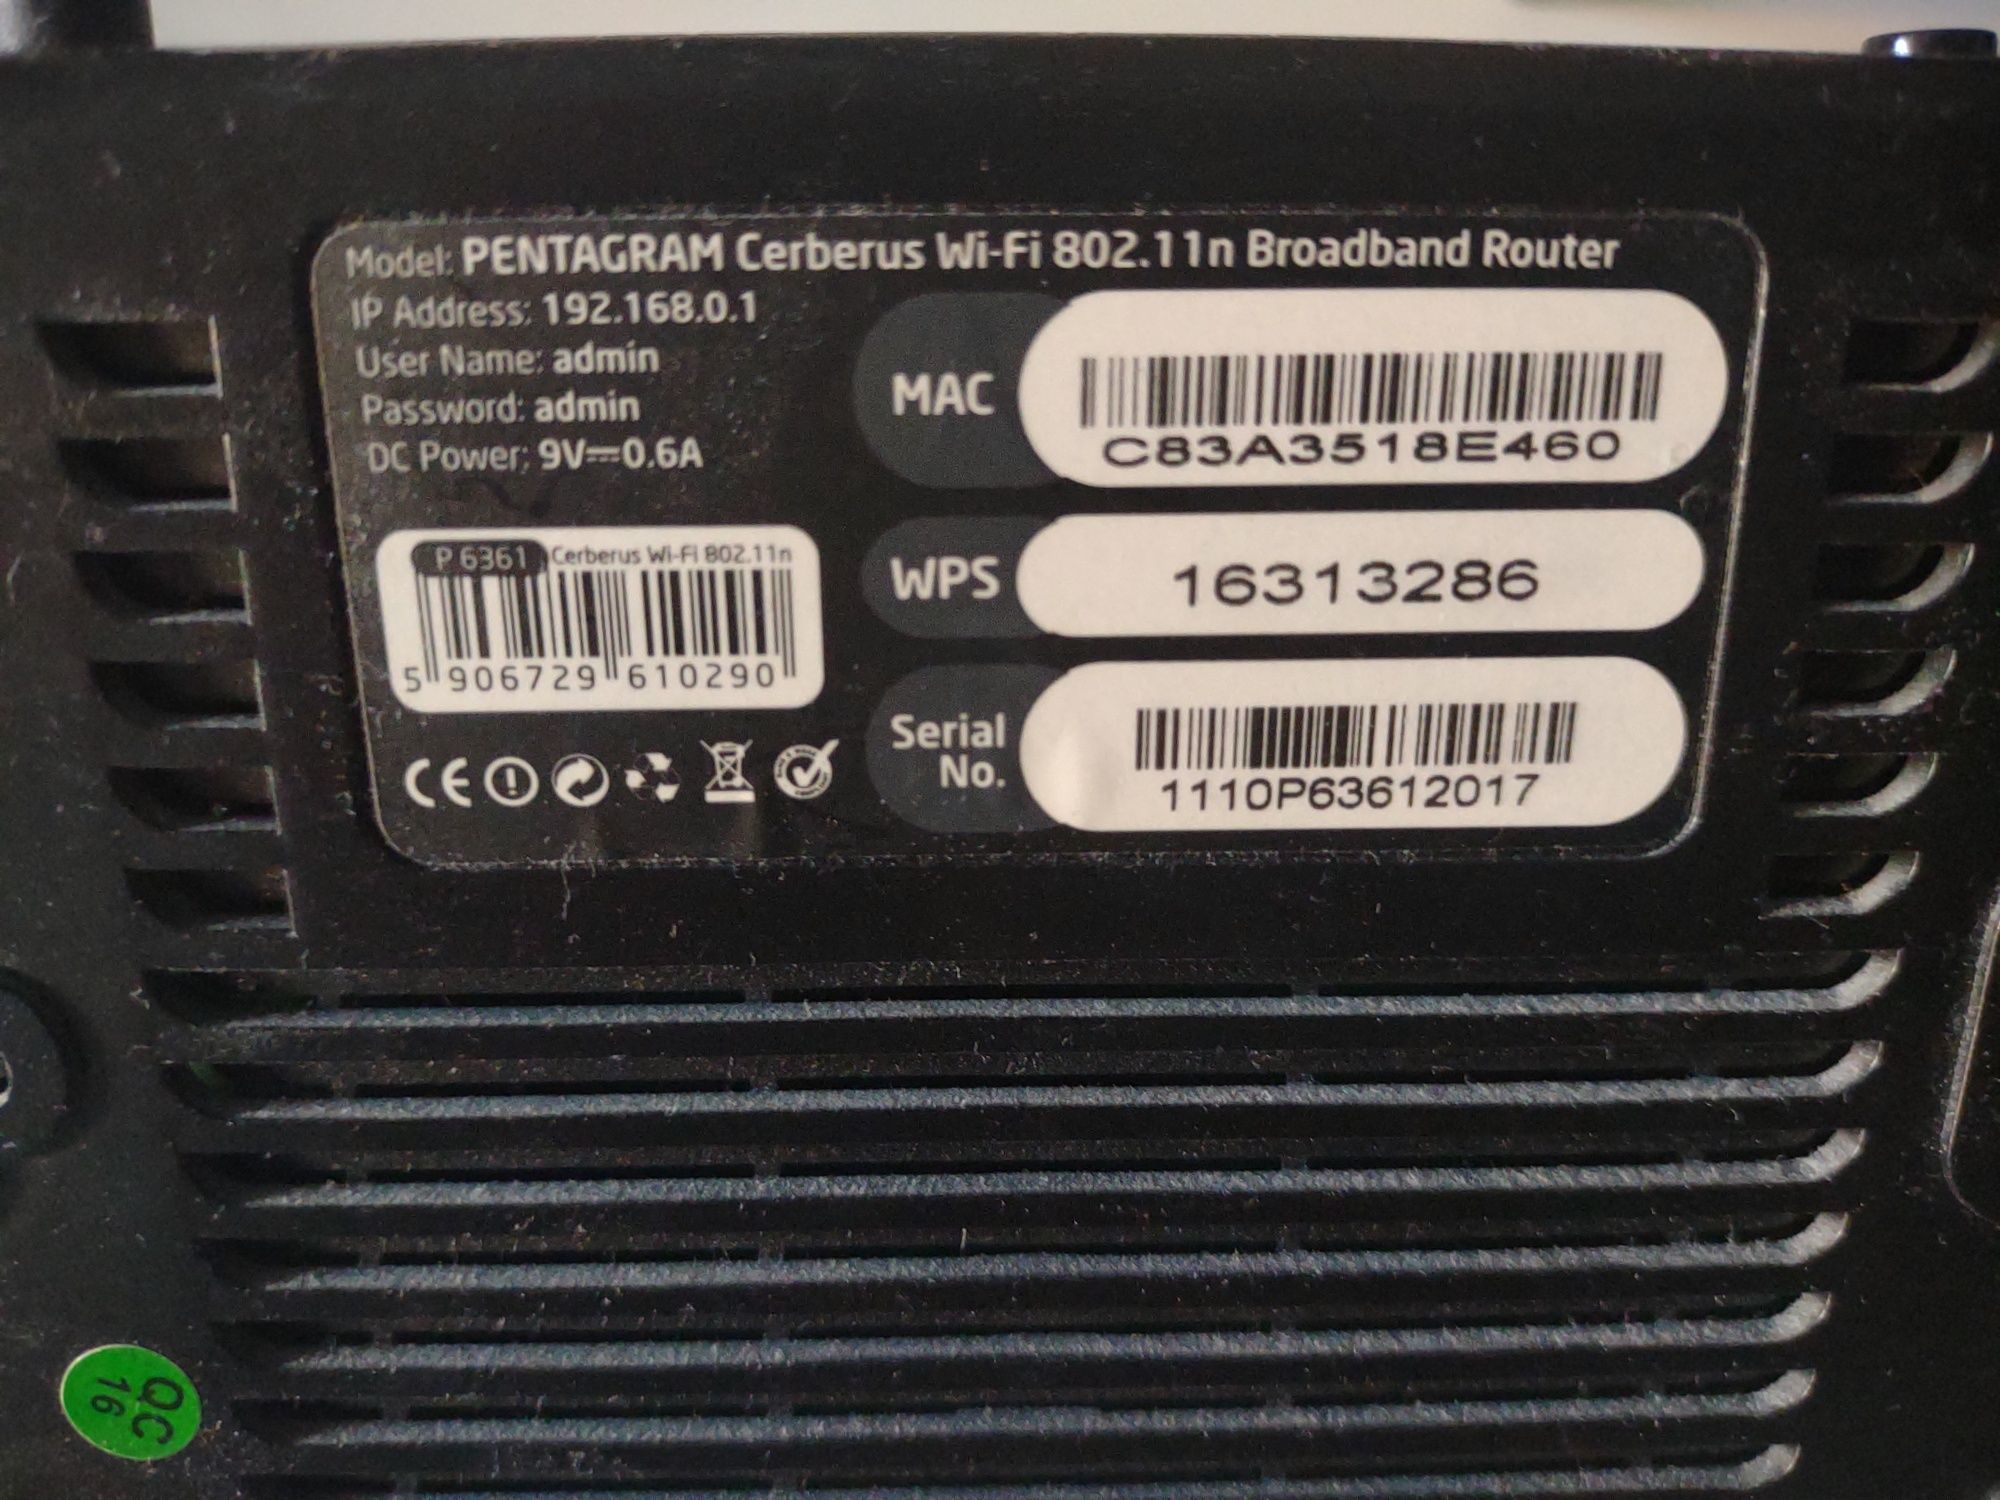 Model: PENTAGRAM Cerberus Wi-Fi 802.11n Broadband Router
IP Address: 192.168.0.1
User Name: admin
Password: admin
DC Power: 9V⎓0.6A
MAC
C83A3518E460
WPS
16313286
P 6361 Cerberus Wi-Fi 802.11n
5 906729 610290
Serial No.
1110P63612017
CE
QC
16